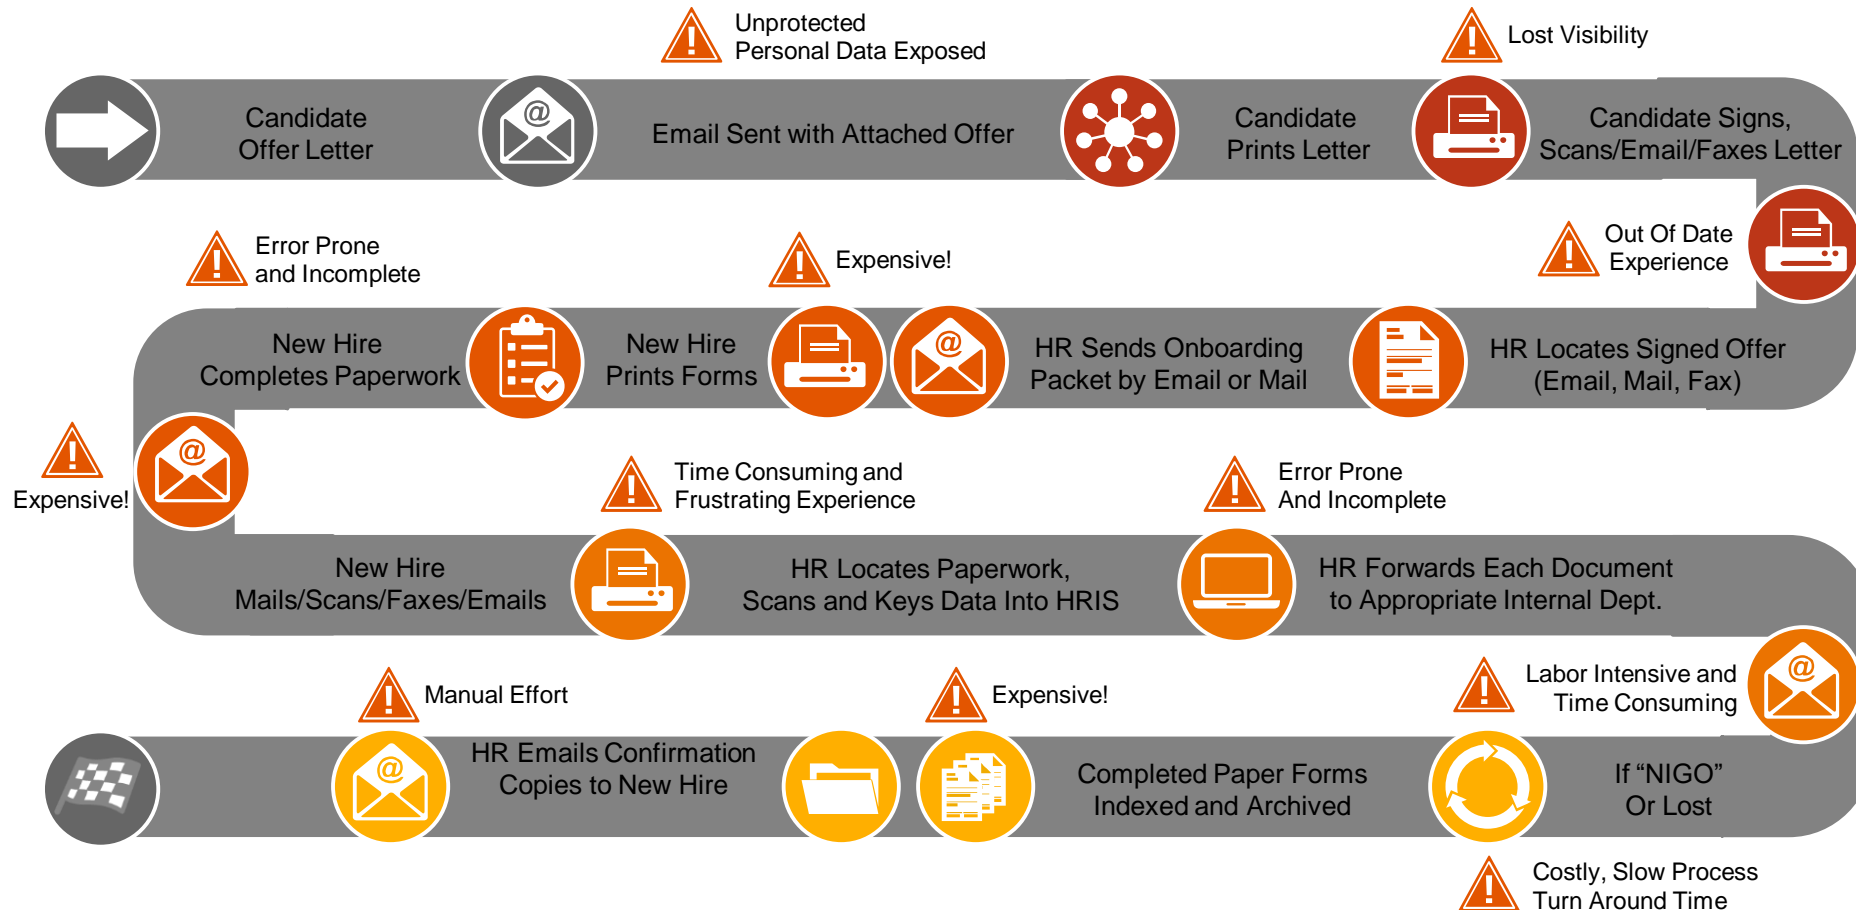 Unprotected
Personal Data Exposed
Lost Visibility
Candidate
Offer Letter
@
Email Sent with Attached Offer
Candidate
Prints Letter
Candidate Signs,
Scans/Email/Faxes Letter
Out Of Date
Experience
HR Locates Signed Offer
(Email, Mail, Fax)
HR Sends Onboarding
Packet by Email or Mail
@
Expensive!
New Hire
Prints Forms
Error Prone
and Incomplete
New Hire
Completes Paperwork
@
Expensive!
New Hire
Mails/Scans/Faxes/Emails
Time Consuming and
Frustrating Experience
HR Locates Paperwork,
Scans and Keys Data Into HRIS
Error Prone
And Incomplete
HR Forwards Each Document
to Appropriate Internal Dept.
@
Labor Intensive and
Time Consuming
If “NIGO”
Or Lost
Costly, Slow Process
Turn Around Time
Completed Paper Forms
Indexed and Archived
Expensive!
HR Emails Confirmation
Copies to New Hire
@
Manual Effort